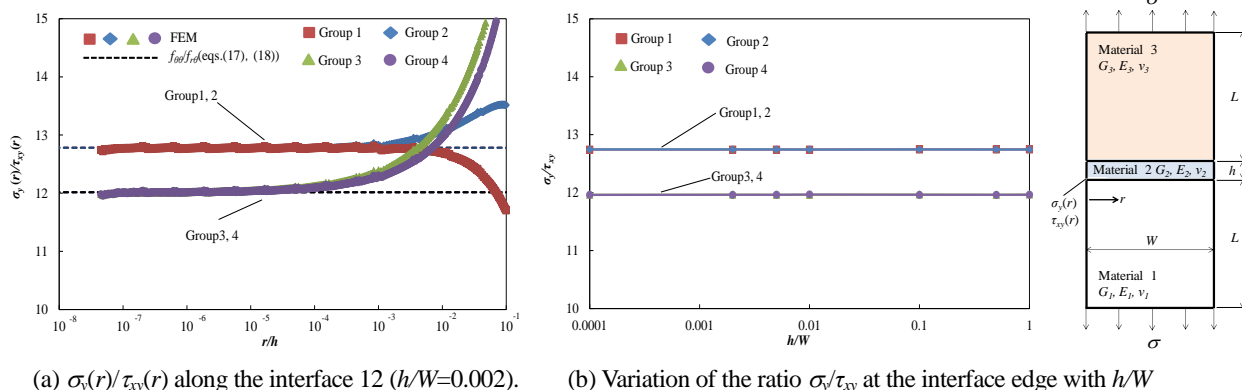 15
14
13
12
11
10
σy (r)/τxy(r)
FEM
fθθ/frθ(eqs.(17), (18))
Group 1
Group 2
Group 3
Group 4
Group1, 2
Group3, 4
10-8
10-7
10-6
10-5
10-4
10-3
10-2
10-1
r/h
(a) σy(r)/τxy(r) along the interface 12 (h/W=0.002).
15
14
13
12
11
10
σy/τxy
Group 1
Group 2
Group 3
Group 4
Group1, 2
Group3, 4
0.0001
0.001
0.01
0.1
1
h/W
(b) Variation of the ratio σy/τxy at the interface edge with h/W
Material 3
G3, E3, v3
L
Material 2 G2, E2, v2
h
σy(r)
τxy(r)
r
W
L
Material 1
G1, E1, v1
σ